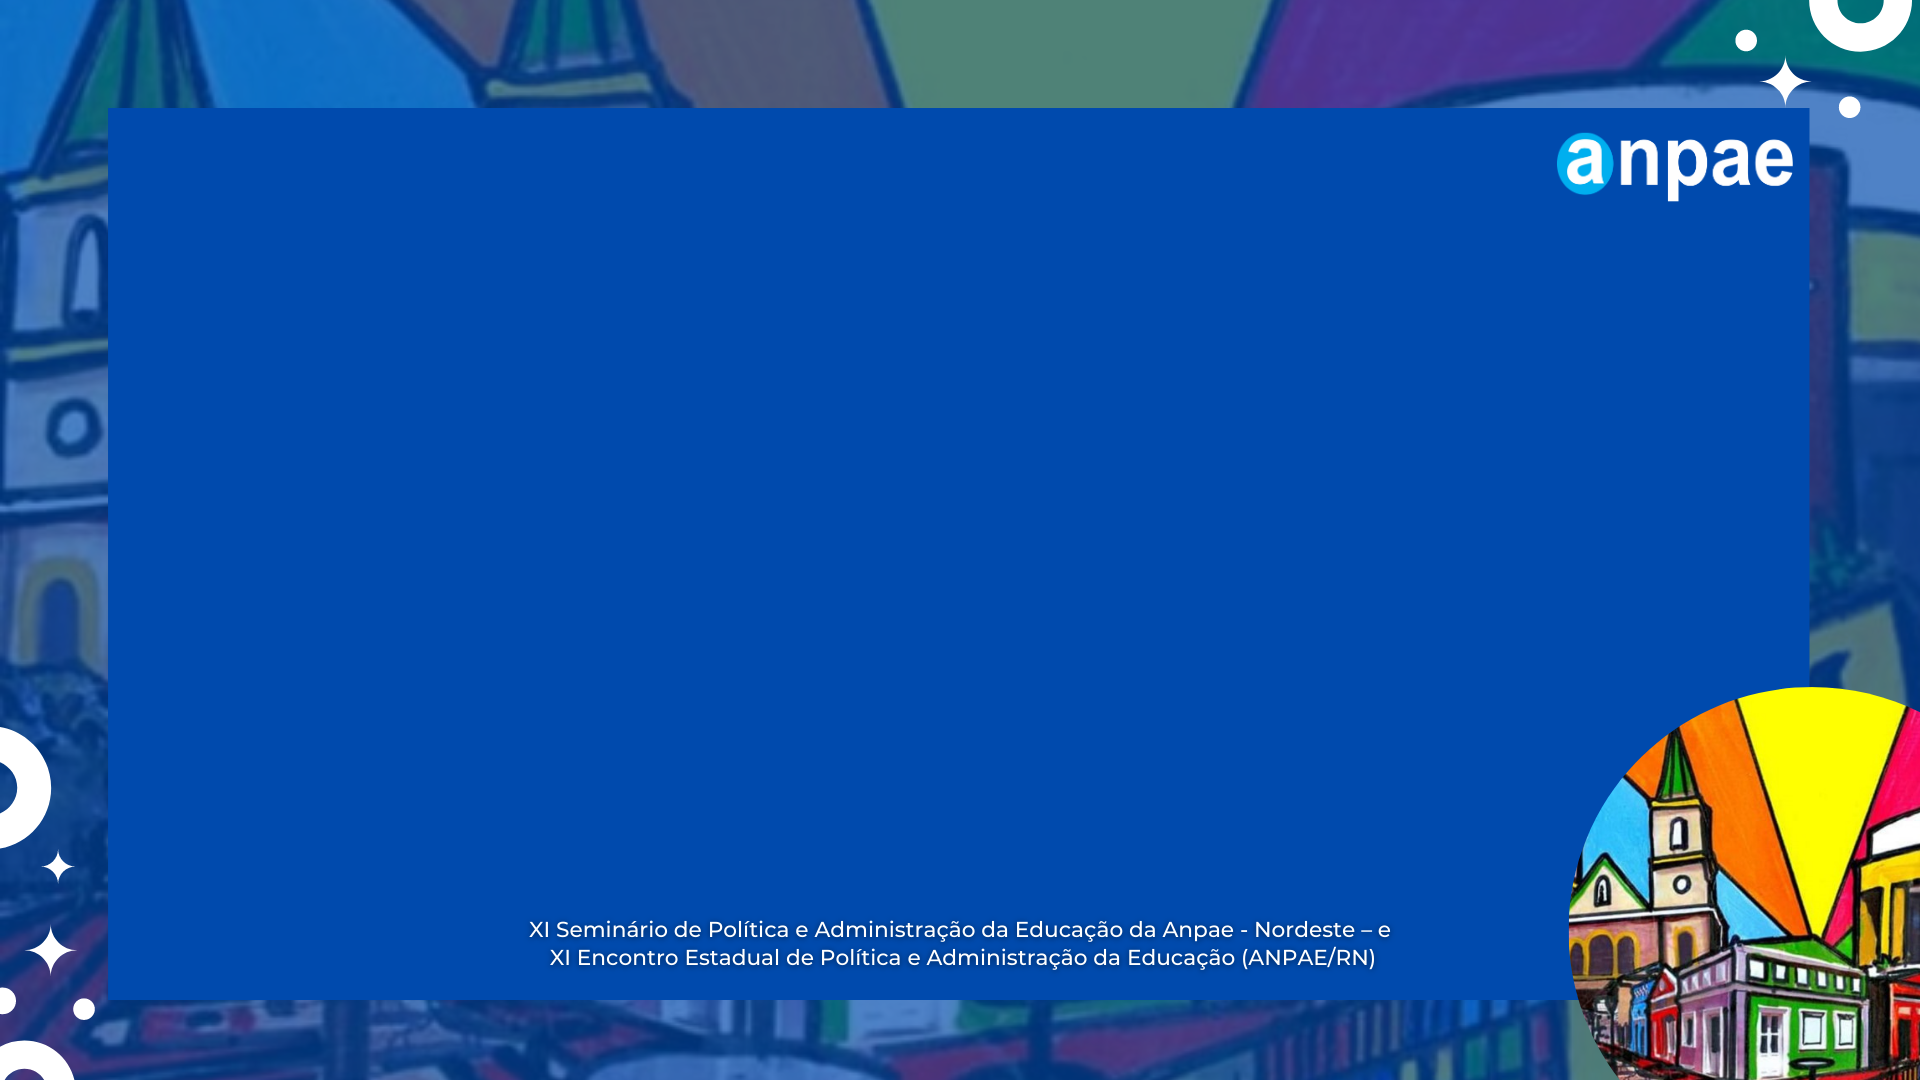 anpae
XI Seminário de Política e Administração da Educação da Anpae - Nordeste – e
XI Encontro Estadual de Política e Administração da Educação (ANPAE/RN)